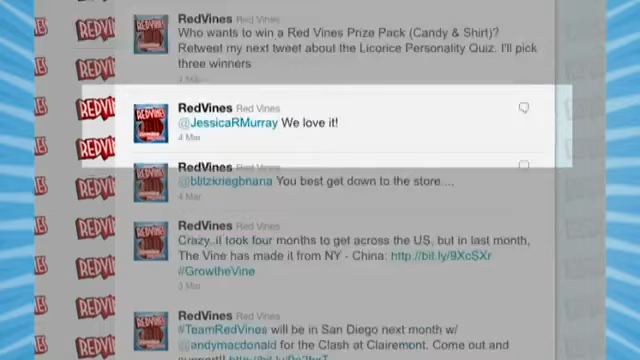 RedVines Red Vines
Who wants to win a Red Vines Prize Pack (Candy & Shirt)?
Retweet my next tweet about the Licorice Personality Quiz. I'll pick
three winners
4 Mar
RedVines Red Vines
@JessicaRMurray We love it!
4 Mar
RedVines Red Vines
@blitzkriegbnana You best get down to the store....
4 Mar
RedVines Red Vines
Crazy..it took four months to get across the US, but in last month,
The Vine has made it from NY - China: http://bit.ly/9XcSXr
#GrowtheVine
3 Mar
RedVines Red Vines
#TeamRedVines will be in San Diego next month w/
@andymacdonald for the Clash at Clairemont. Come out and